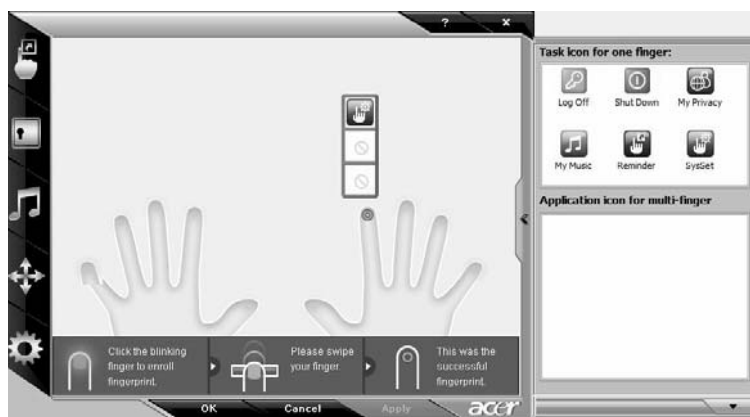 ?
x
Task icon for one finger:
Log Off
Shut Down
My Privacy
My Music
Reminder
SysSet
Application icon for multi-finger
Click the blinking
finger to enroll
fingerprint.
Please swipe
your finger.
This was the
successful
fingerprint.
OK
Cancel
Apply
acer